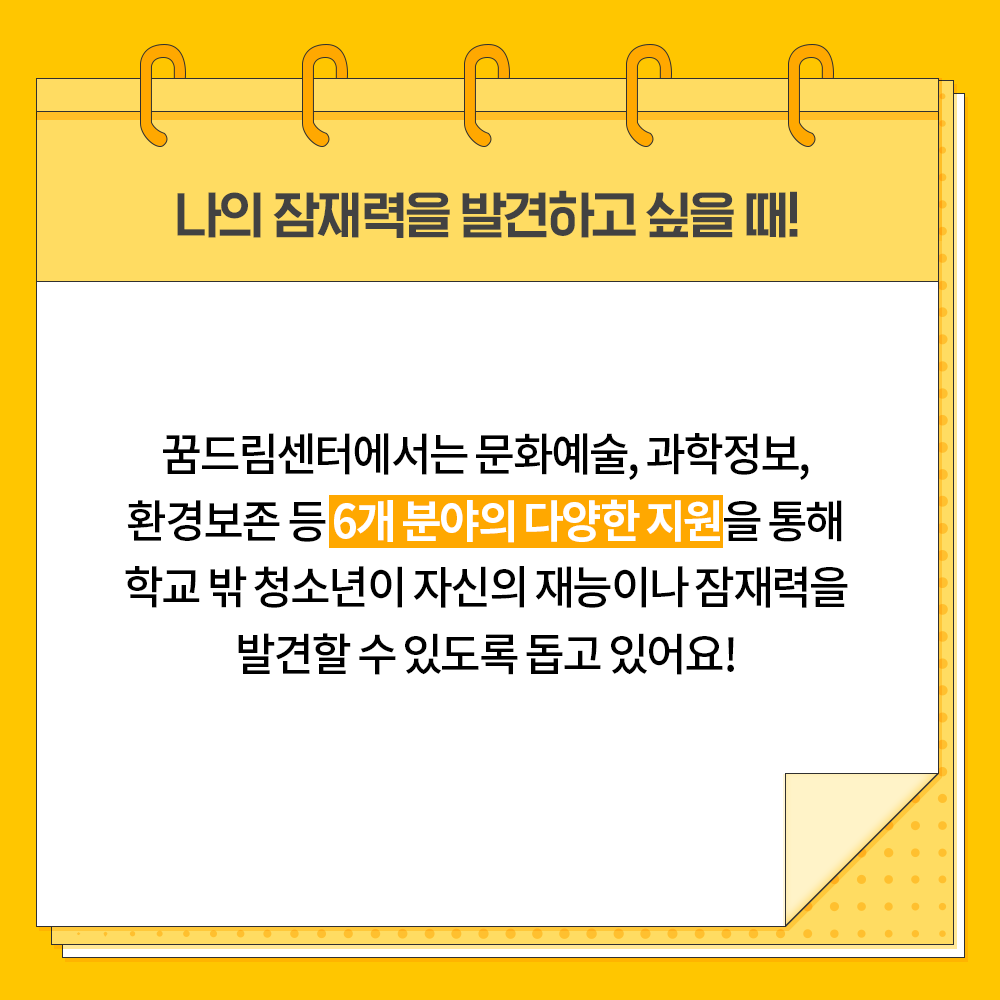 나의 잠재력을 발견하고 싶을 때!
꿈드림센터에서는 문화예술, 과학정보,
환경보존 등 6개 분야의 다양한 지원을 통해
학교 밖 청소년이 자신의 재능이나 잠재력을
발견할 수 있도록 돕고 있어요!